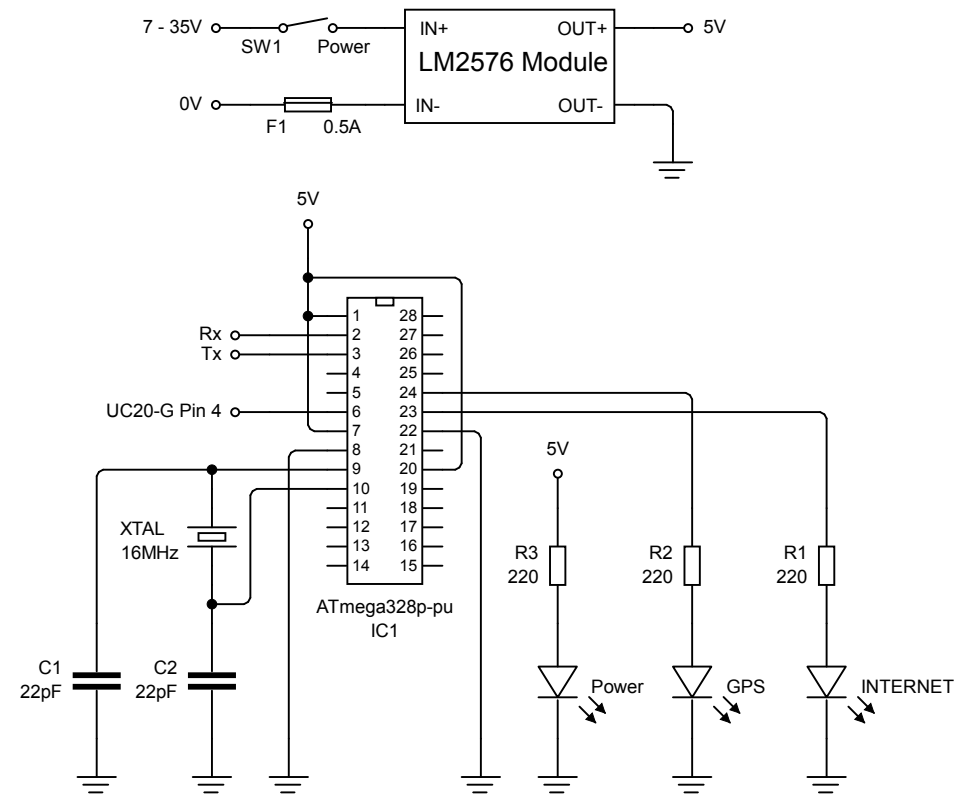 7 - 35V
SW1
Power
IN+
OUT+
5V
LM2576 Module
0V
F1
0.5A
IN-
OUT-
5V
1
28
Rx
2
27
Tx
3
26
4
25
5
24
UC20-G Pin 4
6
23
7
22
8
21
9
20
10
19
11
18
12
17
13
16
14
15
XTAL
16MHz
ATmega328p-pu
IC1
5V
R3
220
R2
220
R1
220
C1
22pF
C2
22pF
Power
GPS
INTERNET